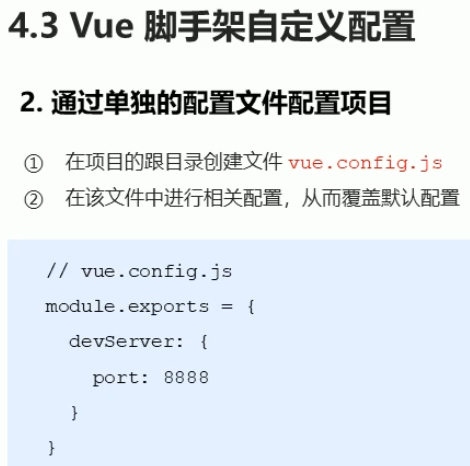 4.3 Vue 脚手架自定义配置
2. 通过单独的配置文件配置项目
① 在项目的跟目录创建文件 vue.config.js
② 在该文件中进行相关配置，从而覆盖默认配置
// vue.config.js
module.exports = {
devServer: {
port: 8888
}
}